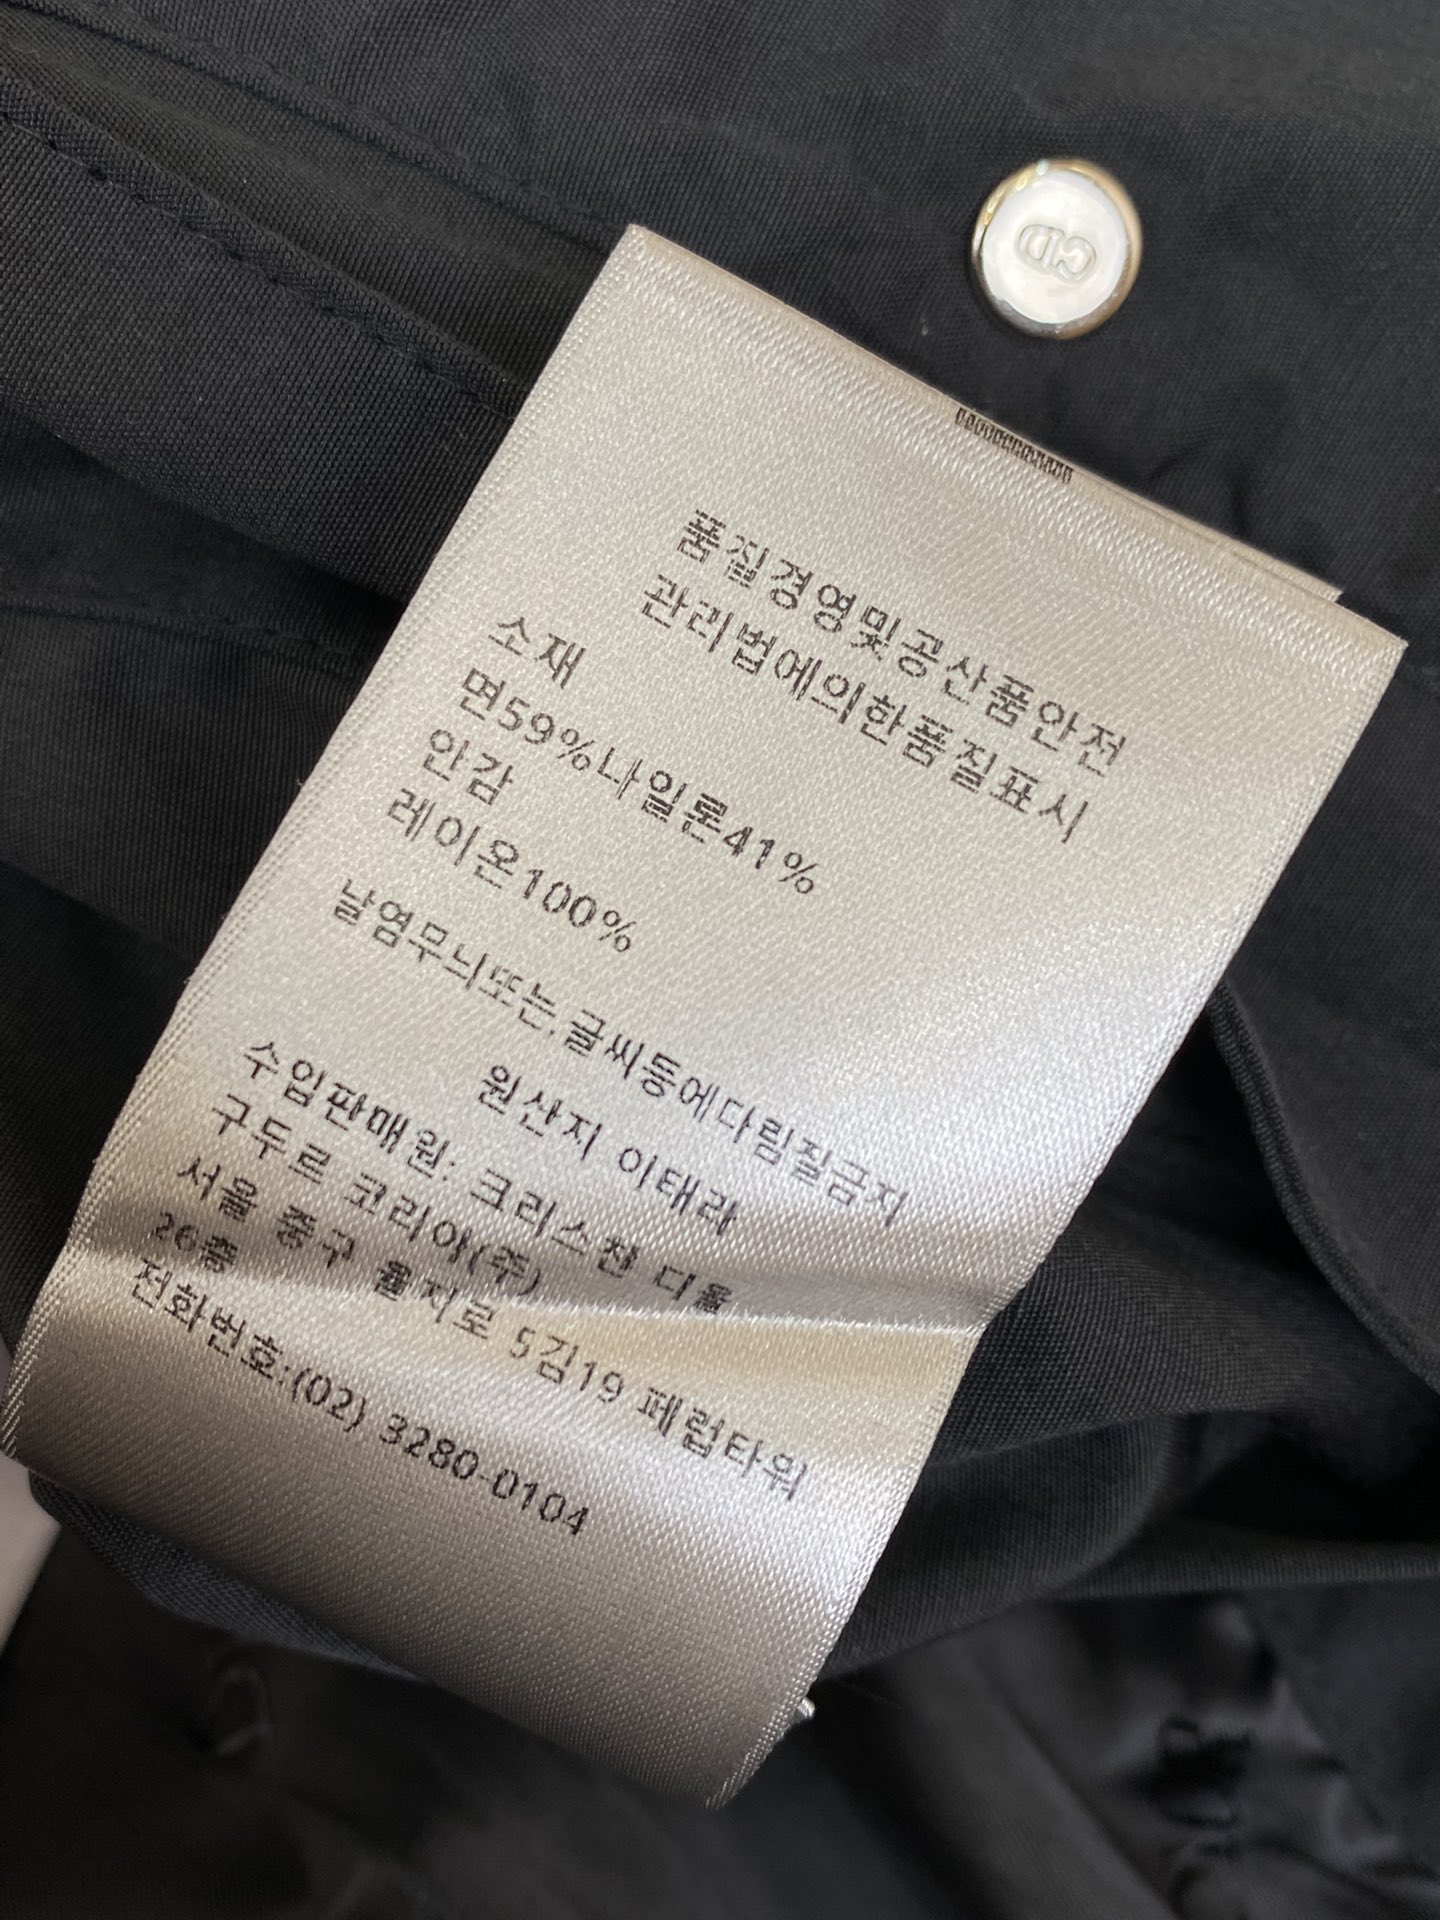 CD
품질경영및공산품안전
관리법에의한품질표시
소재
면59%나일론41%
안감
레이온100%
날염무늬또는,글씨등에다림질금지
원산지 이태라
수입판매원: 크리스챤 디올
구두르 코리아(주)
서울 중구 을지로 5길19 페럼타워
26층
전화번호:(02) 3280-0104